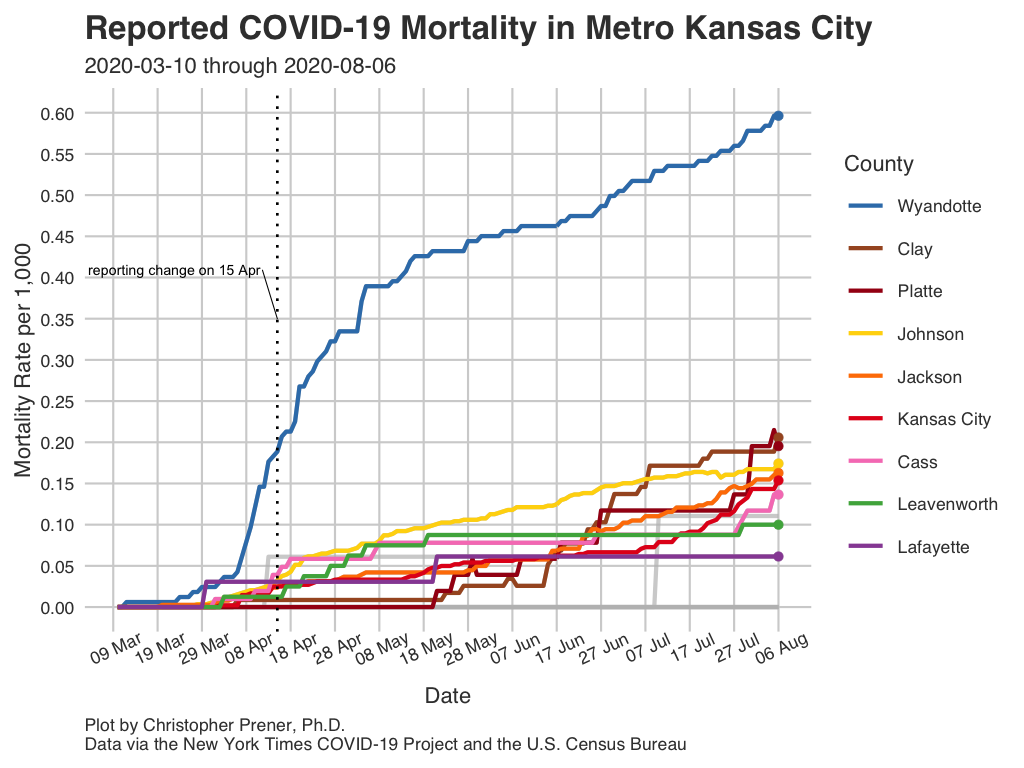 Reported COVID-19 Mortality in Metro Kansas City
2020-03-10 through 2020-08-06
Mortality Rate per 1,000
0.60
0.55
0.50
0.45
0.40
0.35
0.30
0.25
0.20
0.15
0.10
0.05
0.00
reporting change on 15 Apr
County
Wyandotte
Clay
Platte
Johnson
Jackson
Kansas City
Cass
Leavenworth
Lafayette
09 Mar
19 Mar
29 Mar
08 Apr
18 Apr
28 Apr
08 May
18 May
28 May
07 Jun
17 Jun
27 Jun
07 Jul
17 Jul
27 Jul
06 Aug
Date
Plot by Christopher Prener, Ph.D.
Data via the New York Times COVID-19 Project and the U.S. Census Bureau